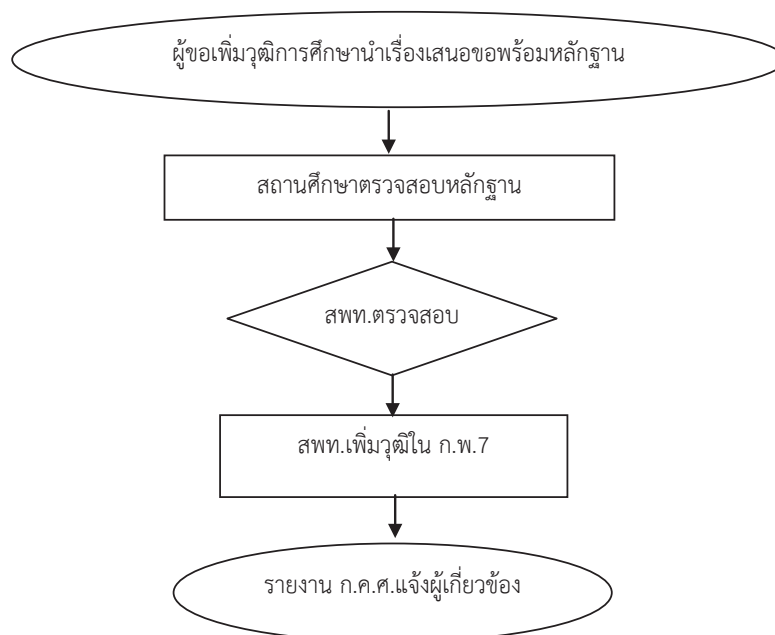 ผู้ขอเพิ่มวุฒิการศึกษานำเรื่องเสนอขอพร้อมหลักฐาน
สถานศึกษาตรวจสอบหลักฐาน
สพท.ตรวจสอบ
สพท.เพิ่มวุฒิใน ก.พ.7
รายงาน ก.ค.ศ.แจ้งผู้เกี่ยวข้อง